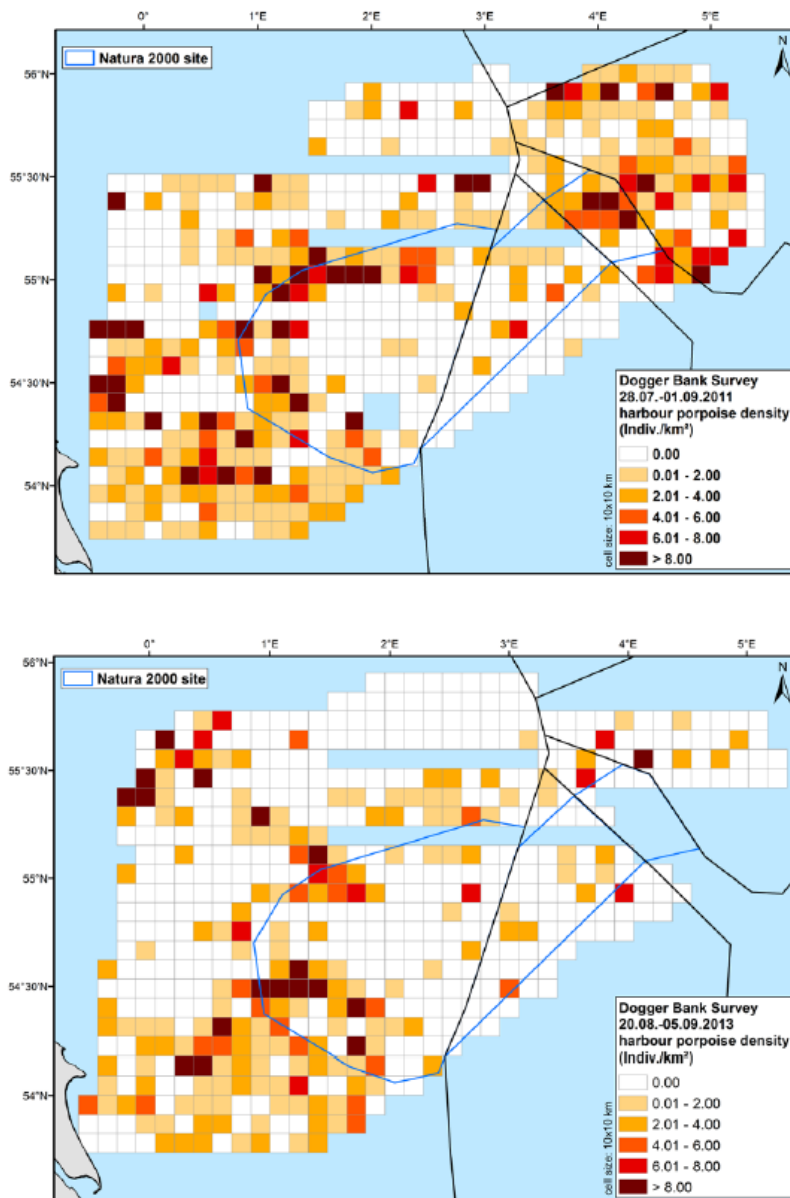 0° 1°E 2°E 3°E 4°E 5°E
Natura 2000 site
N
56°N
55°30'N
55°N
54°30'N
54°N
Dogger Bank Survey
28.07.-01.09.2011
harbour porpoise density
(Indiv./km²)
0.00
0.01 - 2.00
2.01 - 4.00
4.01 - 6.00
6.01 - 8.00
> 8.00
cell size: 10x10 km
0° 1°E 2°E 3°E 4°E 5°E
56°N
Natura 2000 site
N
55°30'N
55°N
54°30'N
54°N
Dogger Bank Survey
20.08.-05.09.2013
harbour porpoise density
(Indiv./km²)
0.00
0.01 - 2.00
2.01 - 4.00
4.01 - 6.00
6.01 - 8.00
> 8.00
cell size: 10x10 km